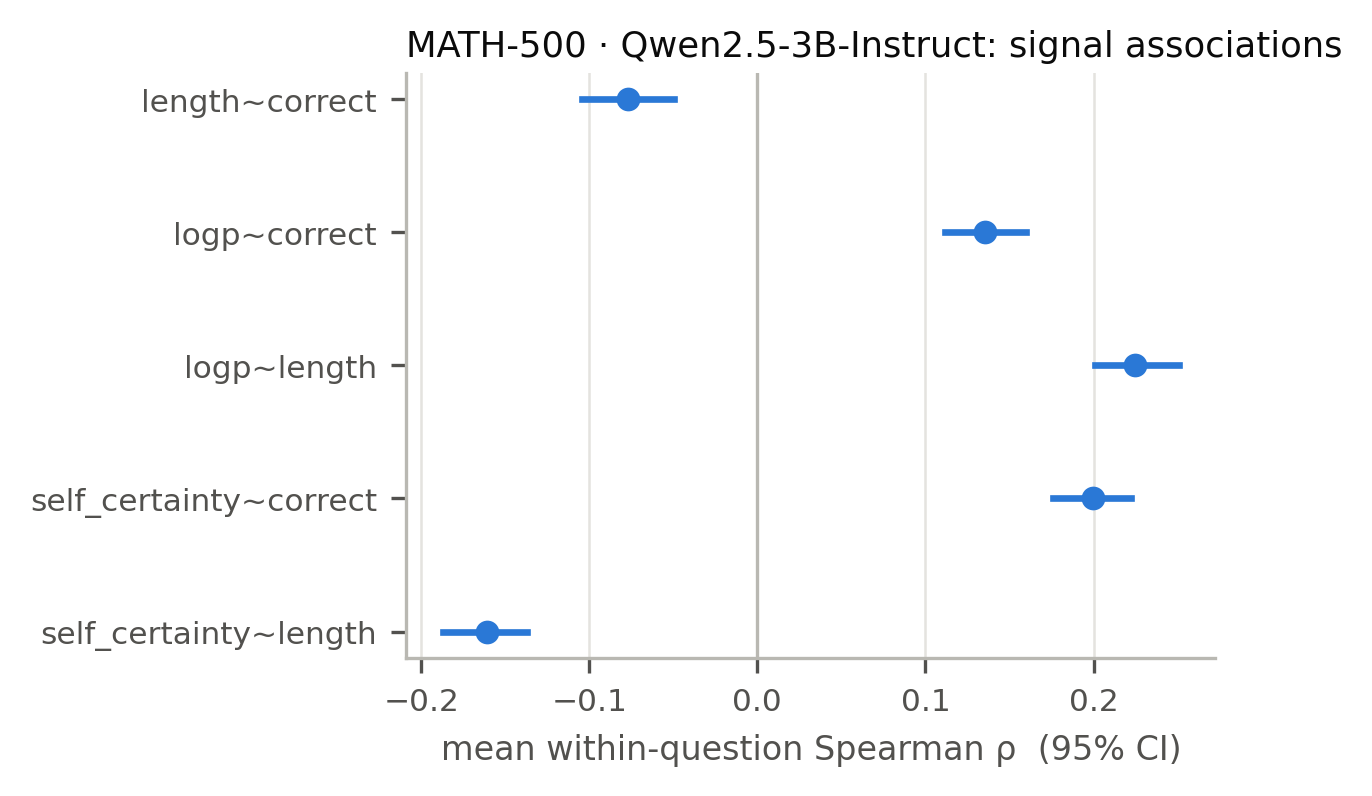 MATH-500 · Qwen2.5-3B-Instruct: signal associations
length~correct
logp~correct
logp~length
self_certainty~correct
self_certainty~length
−0.2 −0.1 0.0 0.1 0.2
mean within-question Spearman ρ (95% CI)